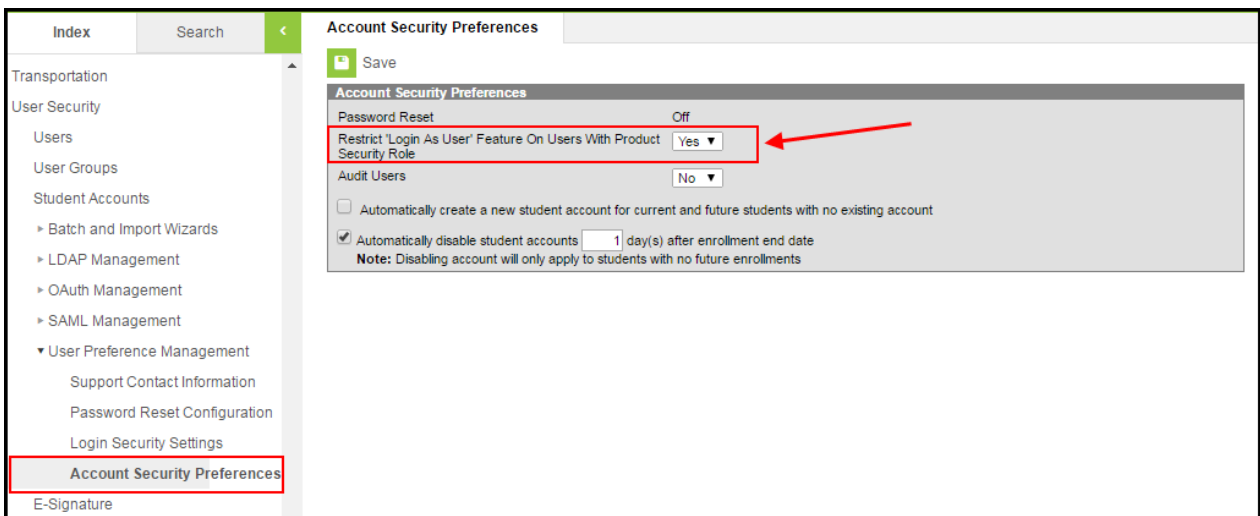 Index
Search
Transportation
User Security
Users
User Groups
Student Accounts
Batch and Import Wizards
LDAP Management
OAuth Management
SAML Management
User Preference Management
Support Contact Information
Password Reset Configuration
Login Security Settings
Account Security Preferences
E-Signature
Account Security Preferences
Save
Account Security Preferences
Password Reset Off
Restrict 'Login As User' Feature On Users With Product Yes
Security Role
Audit Users No
Automatically create a new student account for current and future students with no existing account
Automatically disable student accounts 1 day(s) after enrollment end date
Note: Disabling account will only apply to students with no future enrollments